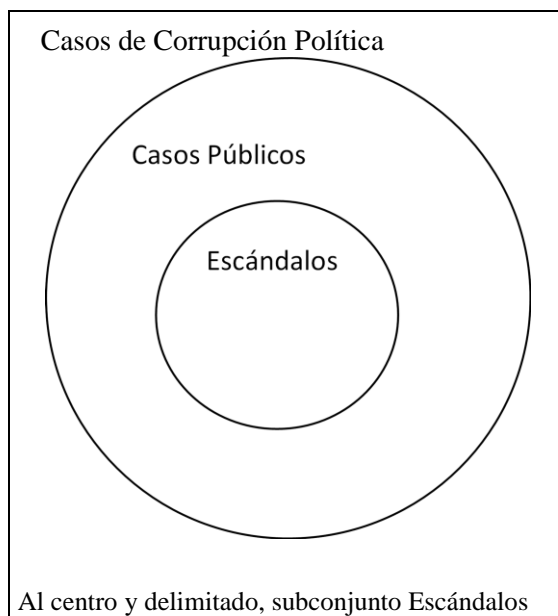 Casos de Corrupción Política
Casos Públicos
Escándalos
Al centro y delimitado, subconjunto Escándalos